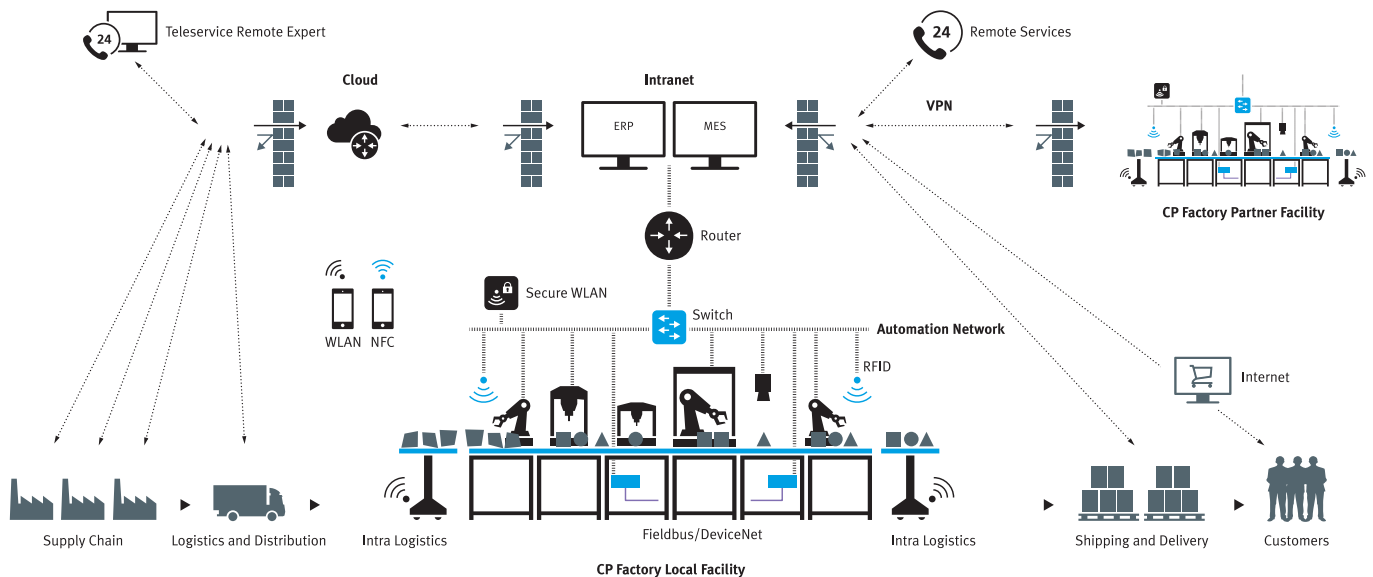 24
Teleservice Remote Expert
24
Remote Services
Cloud
Intranet
VPN
ERP
MES
CP Factory Partner Facility
Router
Secure WLAN
Switch
Automation Network
WLAN
NFC
RFID
Internet
Fieldbus/DeviceNet
Supply Chain
Logistics and Distribution
Intra Logistics
Intra Logistics
Shipping and Delivery
Customers
CP Factory Local Facility